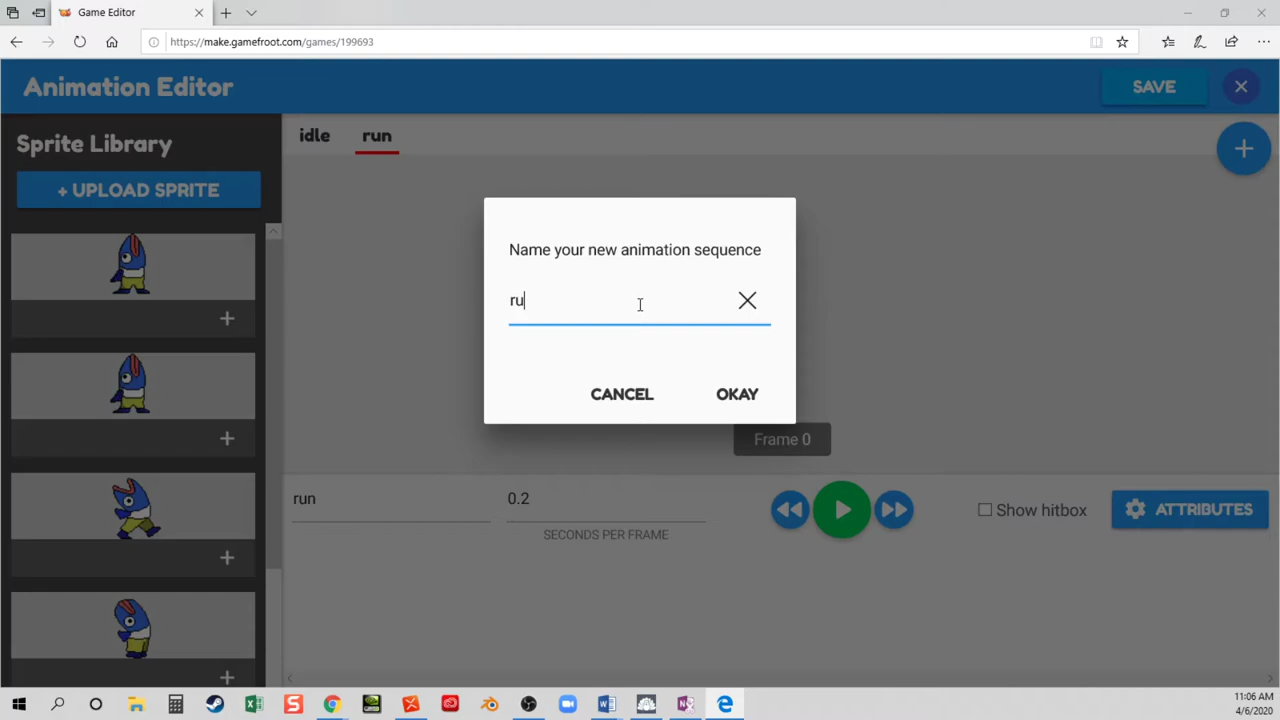 Game Editor
https://make.gamefroot.com/games/199693
Animation Editor
SAVE
Sprite Library
idle
run
+ UPLOAD SPRITE
Name your new animation sequence
ru
CANCEL
OKAY
Frame 0
run
0.2
SECONDS PER FRAME
Show hitbox
ATTRIBUTES
11:06 AM
4/6/2020